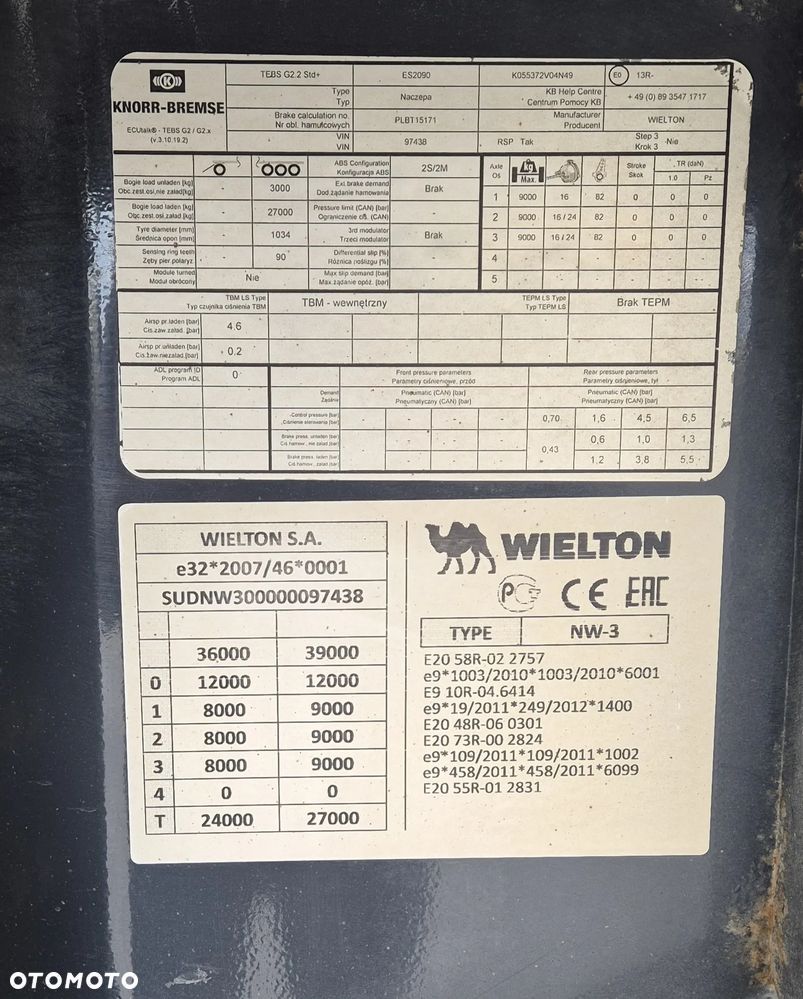 KNORR-BREMSE
ECUtalk® - TEBS G2 / G2.x
(v.3.10.19.2)
TEBS G2.2 Std+ ES2090 K055372V04N49 E0 13R-
Type
Typ Naczepa KB Help Centre
Centrum Pomocy KB + 49 (0) 89 3547 1717
Brake calculation no.
Nr obl. hamulcowych PLBT15171 Manufacturer
Producent WIELTON
VIN
VIN 97438 RSP Tak Step 3
Krok 3 Nie
ABS Configuration
Konfiguracja ABS 2S/2M
Bogie load unladen [kg]
Obc.zest.osi,nie zalad[kg] - 3000 Ext.brake demand
Dod.żądanie hamowania Brak
Bogie load laden [kg]
Obc.zest.osi.zalad [kg] - 27000 Pressure limit (CAN) [bar]
Ograniczenie ciś. (CAN) -
Tyre diameter [mm]
Średnica opon [mm] - 1034 3rd modulator
Trzeci modulator Brak
Sensing ring teeth
Zęby pier.polaryz. - 90 Differential slip [%]
Różnica poślizgu [%] -
Module turned
Moduł obrócony Nie Max slip demand [bar]
Max.żądanie opóź. [bar] -
Axle
Oś kg
Max. Stroke
Skok TR (daN)
1.0 Pz
1 9000 16 82 0 0 0
2 9000 16 / 24 82 0 0 0
3 9000 16 / 24 82 0 0 0
4 - - - - - -
5 - - - - - -
TBM LS Type
Typ czujnika ciśnienia TBM TBM - wewnętrzny TEPM LS Type
Typ TEPM LS Brak TEPM
Airsp pr.laden [bar]
Cis.zaw.zalad. [bar] 4.6
Airsp pr.unladen [bar]
Cis.zaw.niezalad.[bar] 0.2
ADL program ID
Program ADL 0
Front pressure parameters
Parametry ciśnieniowe, przód
Rear pressure parameters
Parametry ciśnieniowe, tył
Demand
Żądanie Pneumatic (CAN) [bar]
Pneumatyczny (CAN) [bar] Pneumatic (CAN) [bar]
Pneumatyczny (CAN) [bar]
Control pressure [bar]
Ciśnienie sterowania [bar] - - - - 0,70 1,6 4,5 6,5
Brake press. unladen [bar]
Ciś hamow., nie zalad [bar] - - - - 0,43 0,6 1,0 1,3
Brake press. laden [bar]
Ciś hamow., zalad [bar] - - - 1,2 3,8 5,5
WIELTON S.A.
e32*2007/46*0001
SUDNW300000097438
36000 39000
0 12000 12000
1 8000 9000
2 8000 9000
3 8000 9000
4 0 0
T 24000 27000
WIELTON
PG CE EAC
TYPE NW-3
E20 58R-02 2757
e9*1003/2010*1003/2010*6001
E9 10R-04.6414
e9*19/2011*249/2012*1400
E20 48R-06 0301
E20 73R-00 2824
e9*109/2011*109/2011*1002
e9*458/2011*458/2011*6099
E20 55R-01 2831
OTOMOTO